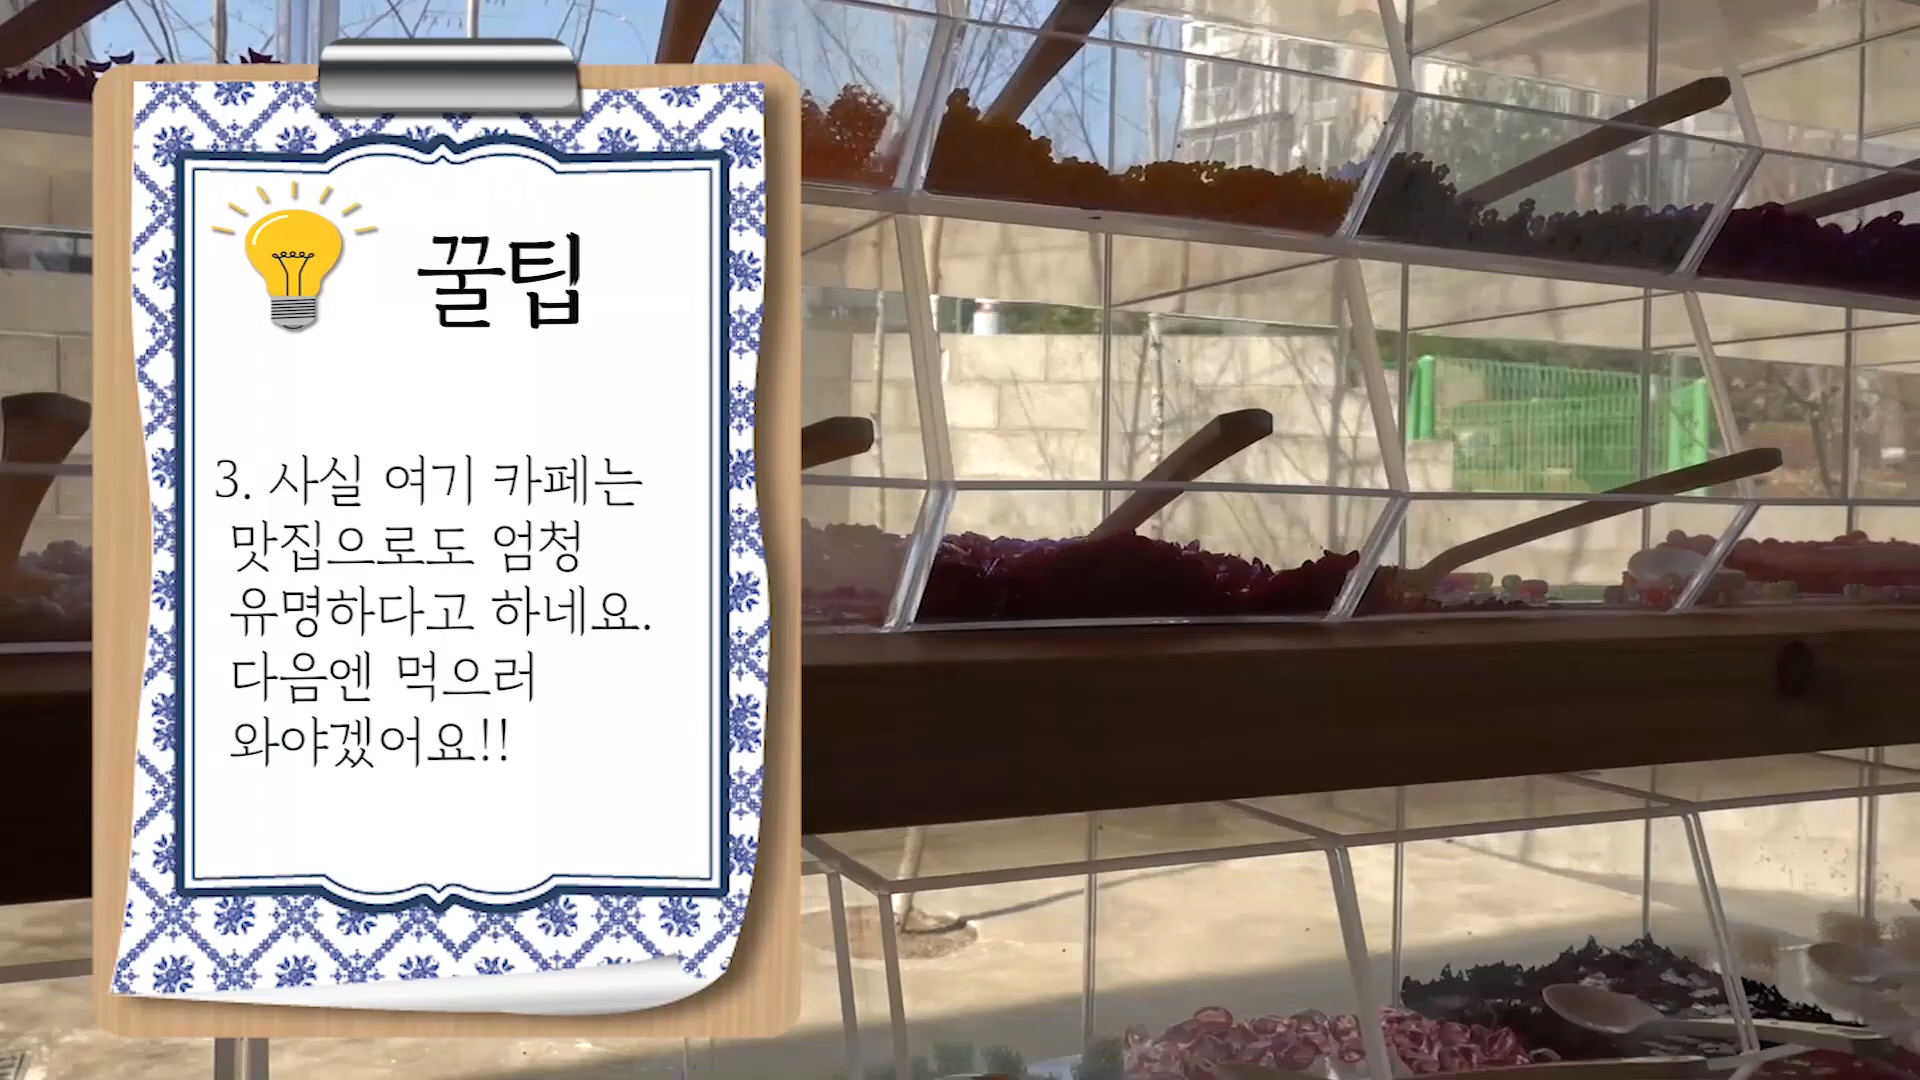 꿀팁
3. 사실 여기 카페는
맛집으로도 엄청
유명하다고 하네요.
다음엔 먹으러
와야겠어요!!